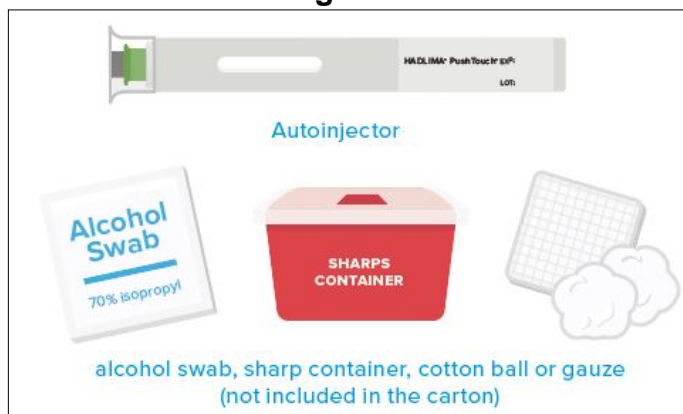 HADLIMA® PushTouch® EXP:
LOT:
Autoinjector
Alcohol
Swab
70% isopropyl
SHARPS
CONTAINER
alcohol swab, sharp container, cotton ball or gauze
(not included in the carton)